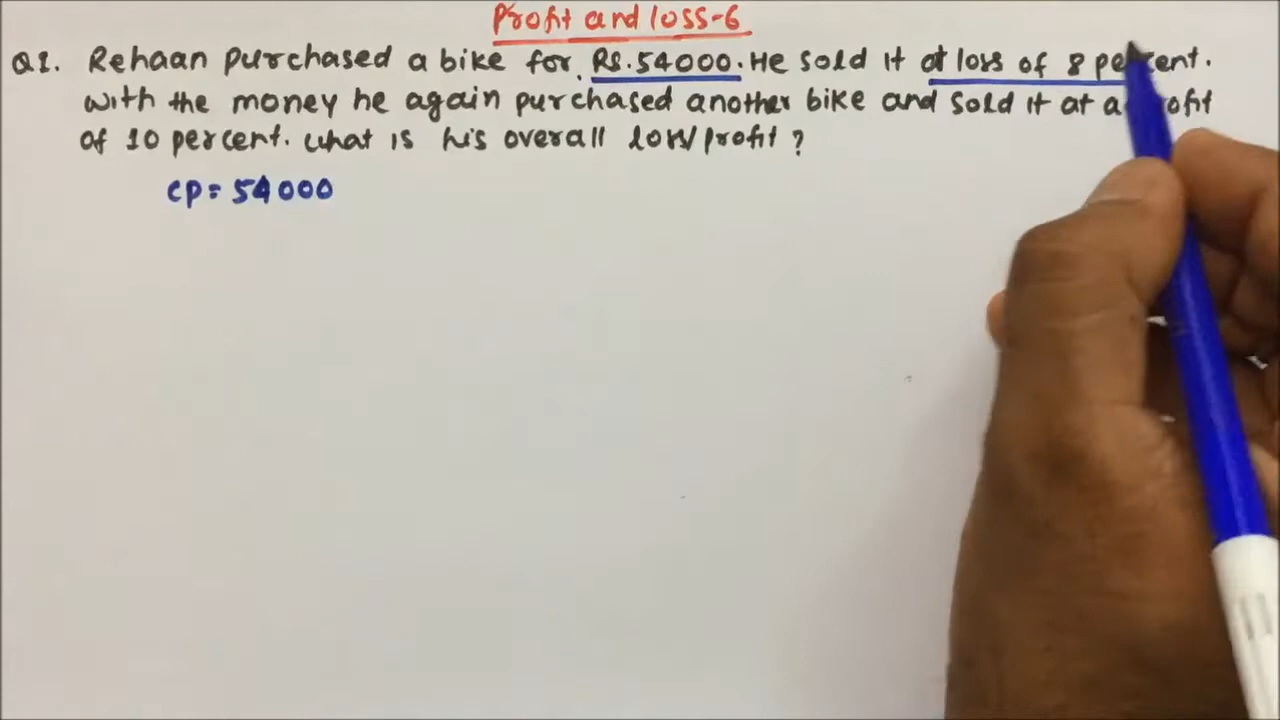 Profit and loss-6
Q1. Rehaan purchased a bike for Rs.54000. He sold it at loss of 8 percent.
with the money he again purchased another bike and sold it at a profit
of 10 percent. what is his overall loss/profit ?
CP = 54000